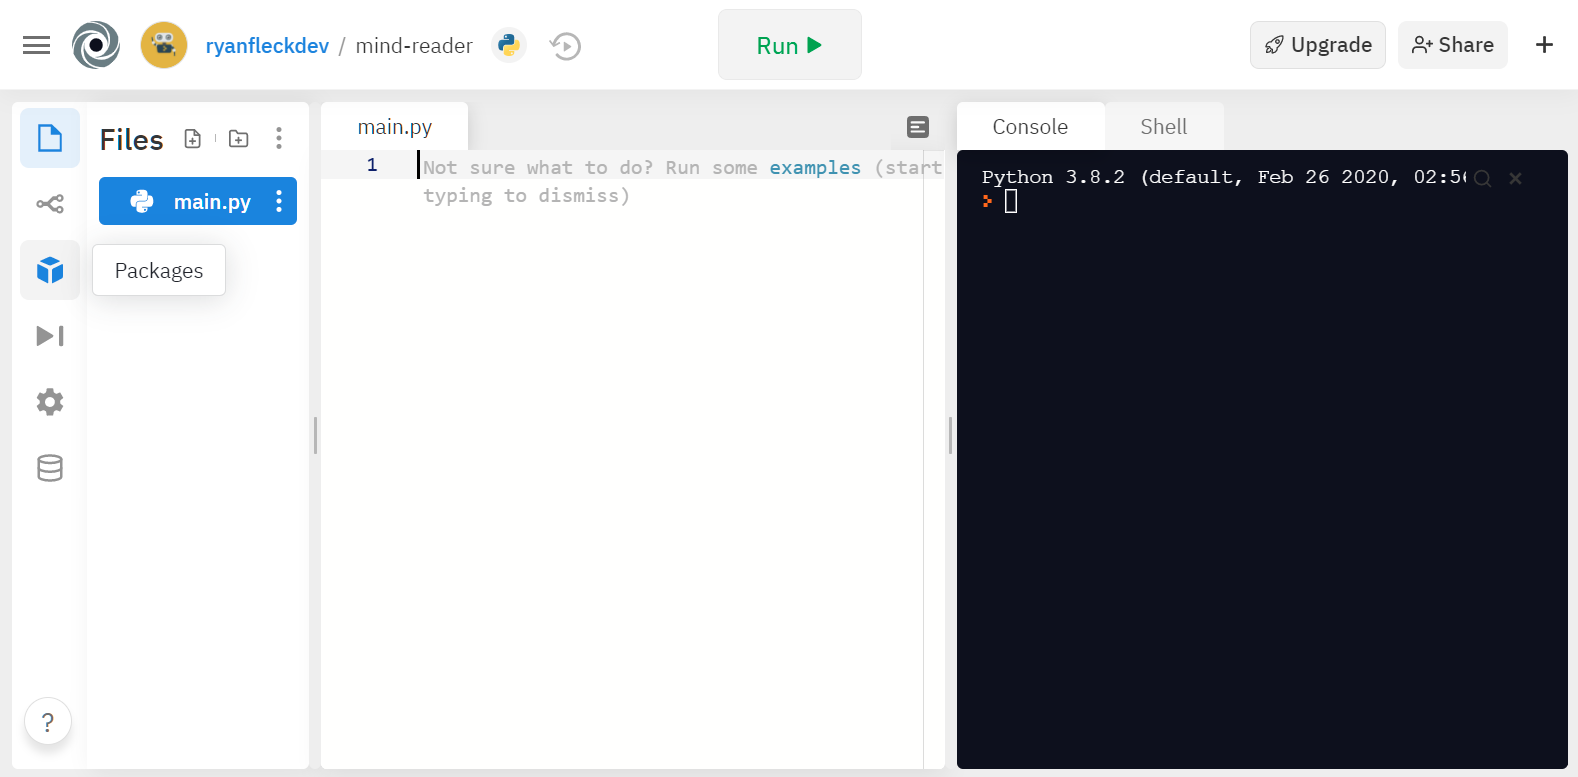 ryanfleckdev / mind-reader
Run
Upgrade
Share
Files
main.py
Packages
?
main.py
1
Not sure what to do? Run some examples (start
typing to dismiss)
Console
Shell
Python 3.8.2 (default, Feb 26 2020, 02:5